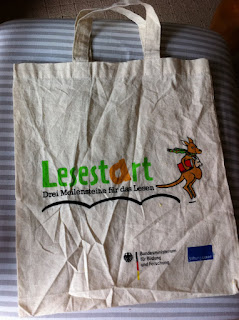 Lesestart
Drei Meilensteine für das Lesen
Bundesministerium
für Bildung
und Forschung